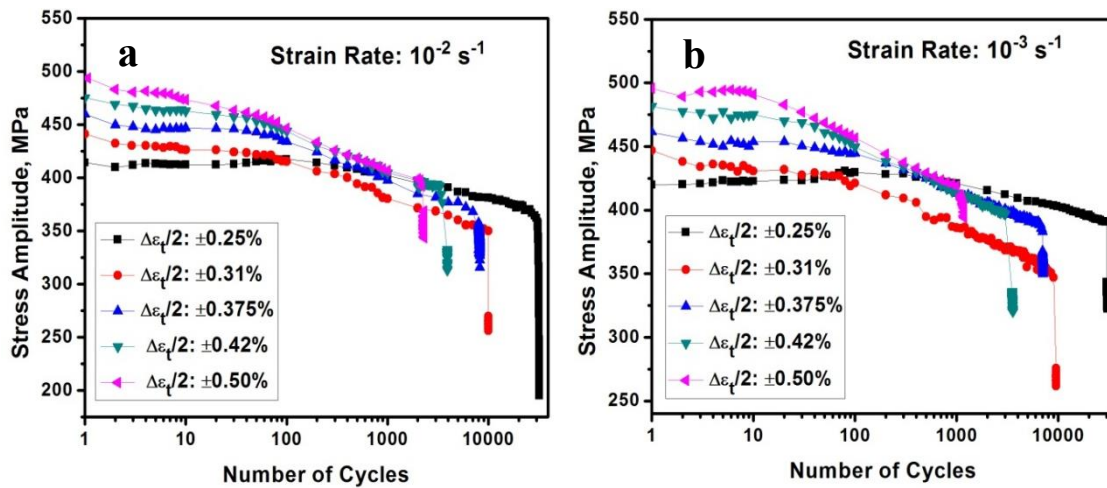 a
Strain Rate: 10⁻² s⁻¹
Stress Amplitude, MPa
550
500
450
400
350
300
250
200
Δεt/2: ±0.25%
Δεt/2: ±0.31%
Δεt/2: ±0.375%
Δεt/2: ±0.42%
Δεt/2: ±0.50%
1 10 100 1000 10000
Number of Cycles
b
Strain Rate: 10⁻³ s⁻¹
Stress Amplitude, MPa
550
500
450
400
350
300
250
Δεt/2: ±0.25%
Δεt/2: ±0.31%
Δεt/2: ±0.375%
Δεt/2: ±0.42%
Δεt/2: ±0.50%
1 10 100 1000 10000
Number of Cycles